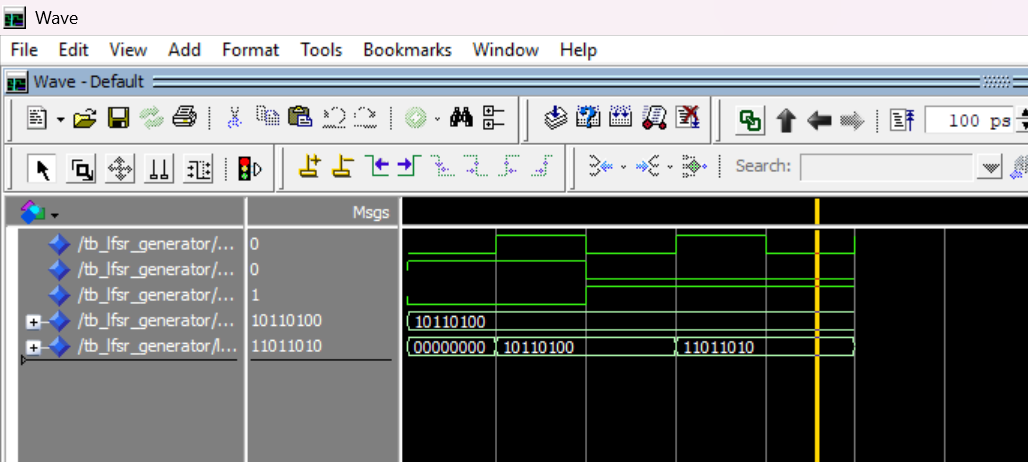 Wave
File Edit View Add Format Tools Bookmarks Window Help
Wave - Default
100 ps
Search:
Msgs
/tb_lfsr_generator/... 0
/tb_lfsr_generator/... 0
/tb_lfsr_generator/... 1
/tb_lfsr_generator/... 10110100 10110100
/tb_lfsr_generator/l... 11011010 00000000 10110100 11011010